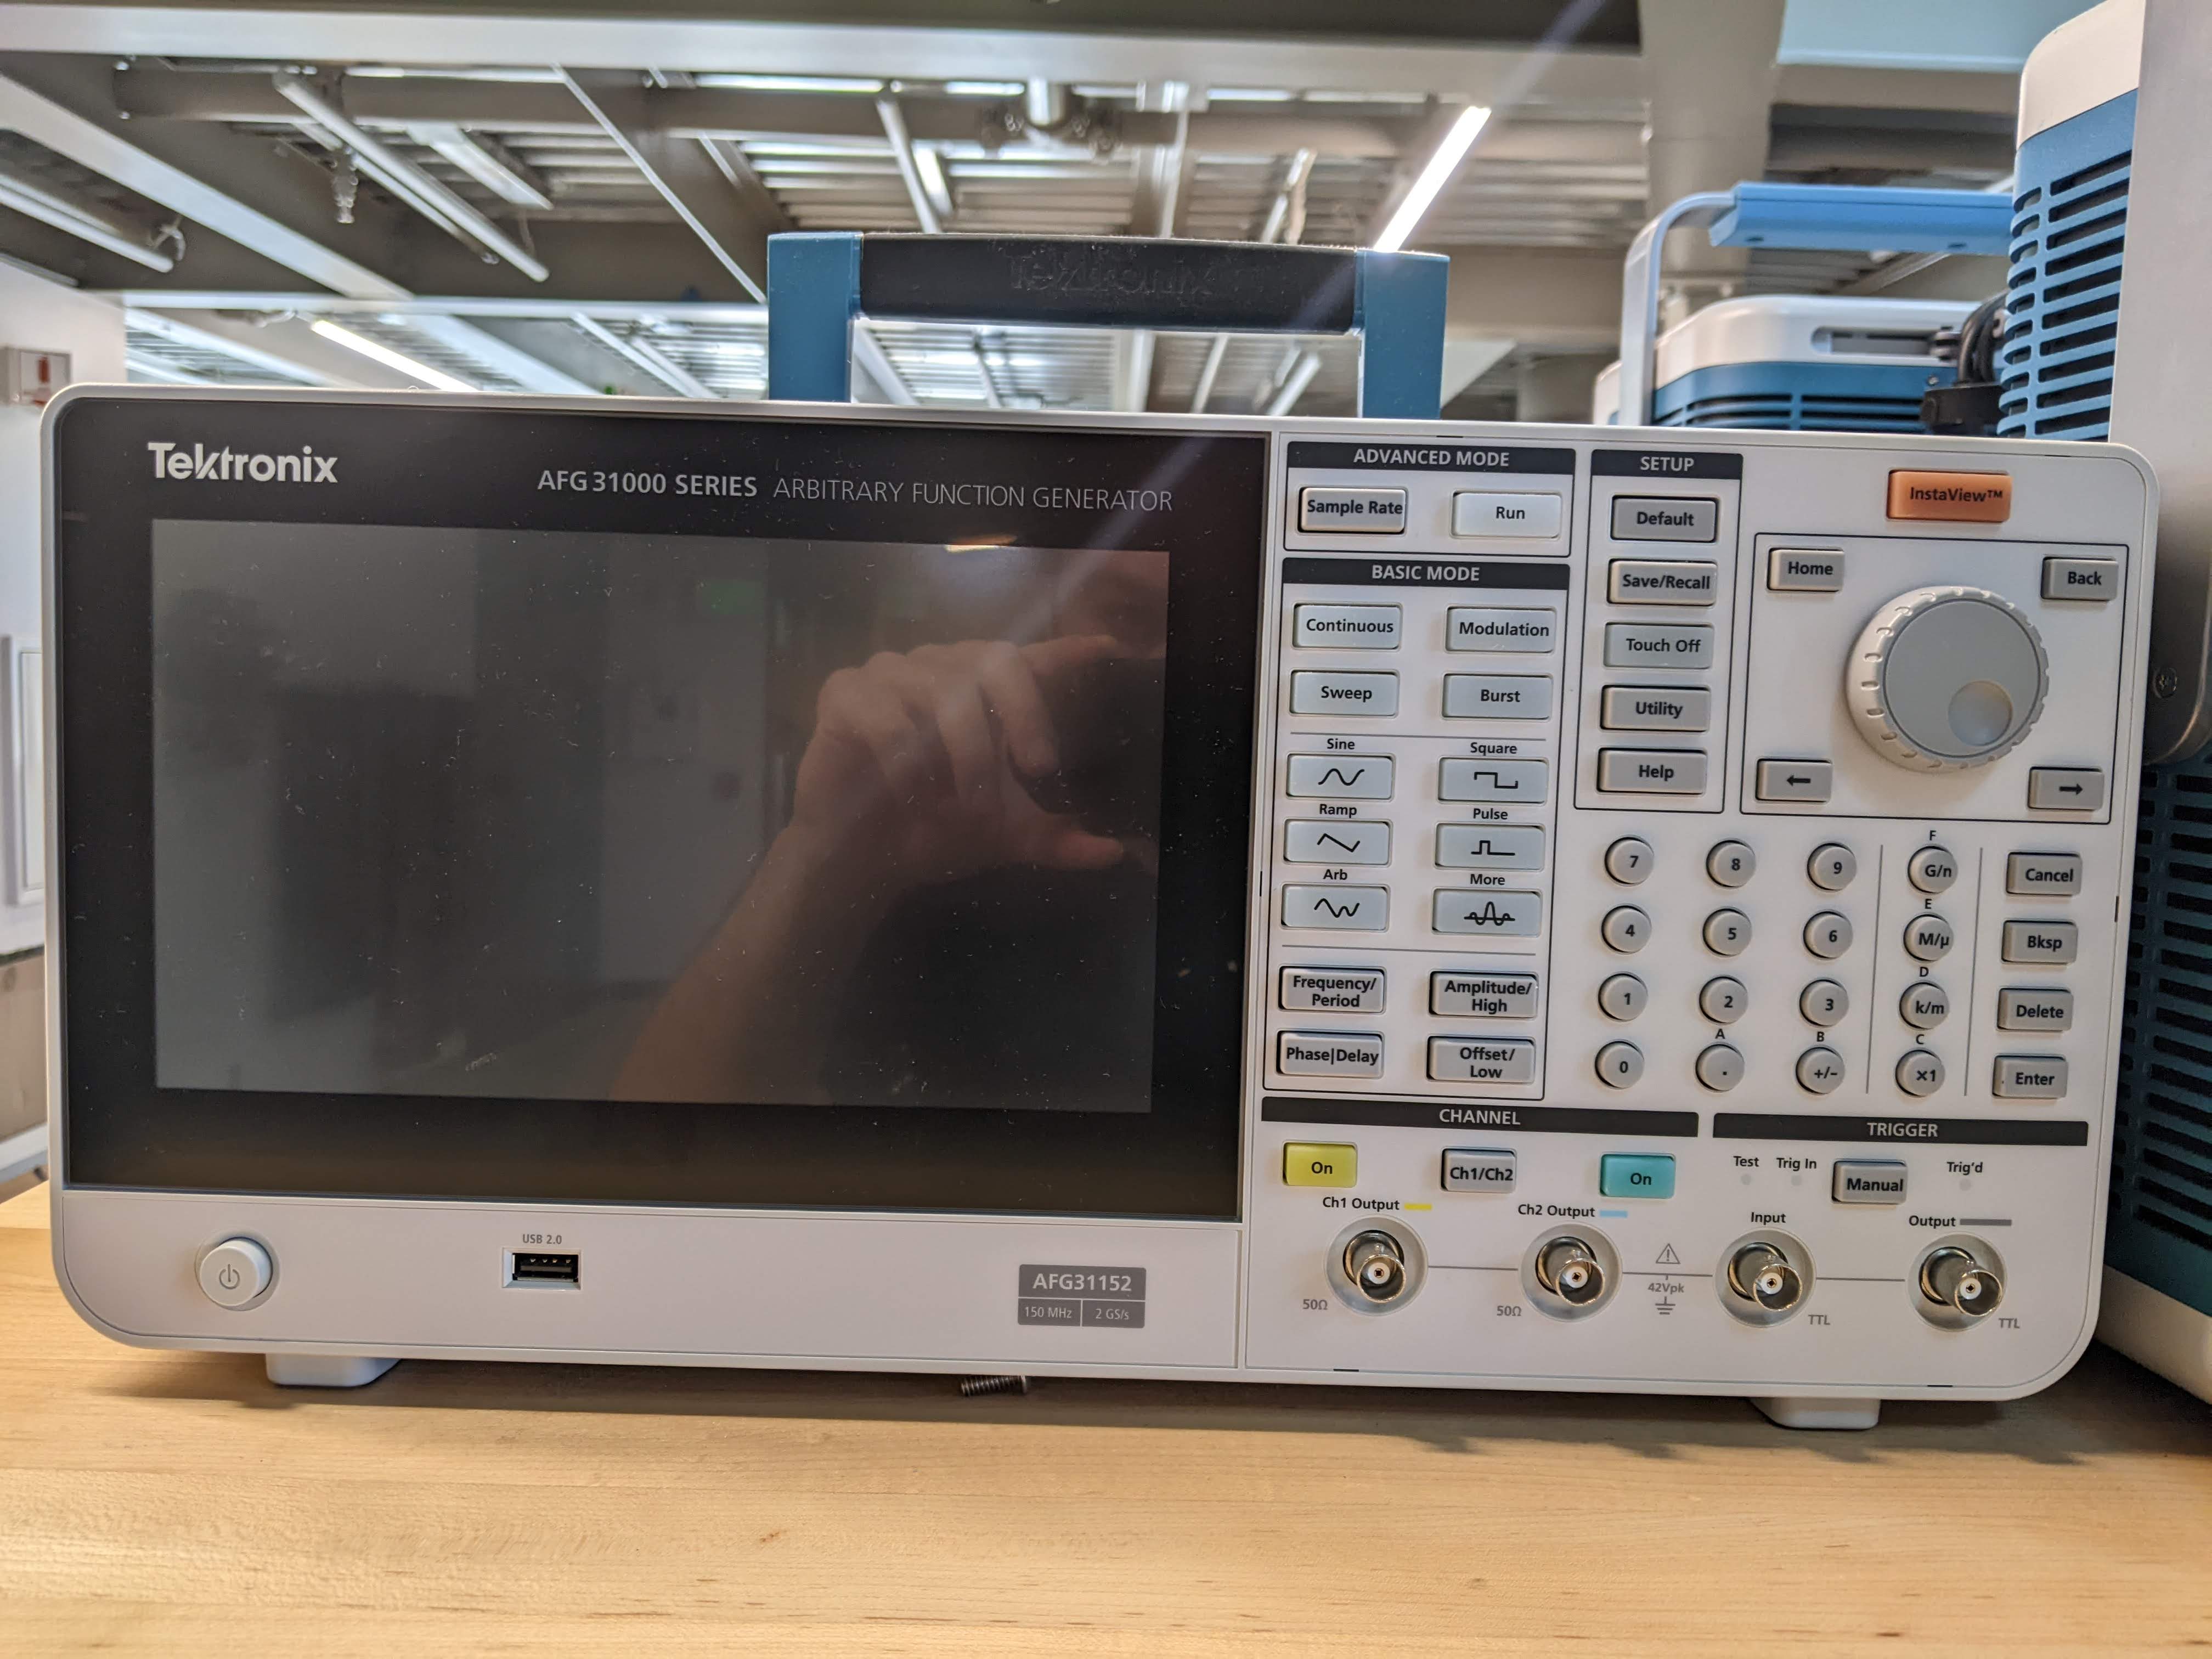 Tektronix
Tektronix
AFG 31000 SERIES ARBITRARY FUNCTION GENERATOR
ADVANCED MODE
Sample Rate
Run
BASIC MODE
Continuous
Modulation
Sweep
Burst
Sine
Square
Ramp
Pulse
Arb
More
Frequency/
Period
Amplitude/
High
Phase|Delay
Offset/
Low
SETUP
Default
Save/Recall
Touch Off
Utility
Help
InstaView™
Home
Back
←
→
7 8 9
F
G/n
Cancel
4 5 6
E
M/µ
Bksp
1 2 3
D
k/m
Delete
A B C
0 . +/- ×1
Enter
CHANNEL
On
Ch1/Ch2
On
Ch1 Output
Ch2 Output
50Ω
50Ω
42Vpk
TRIGGER
Test
Trig In
Manual
Trig'd
Input
Output
TTL
TTL
USB 2.0
AFG31152
150 MHz 2 GS/s